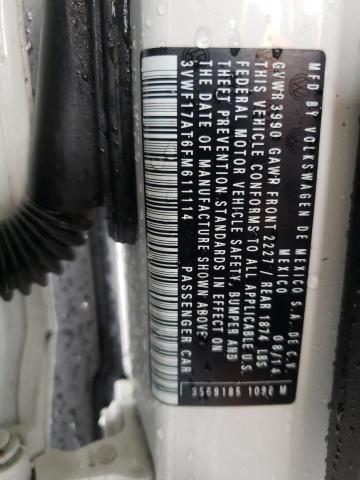 MFD BY VOLKSWAGEN DE MEXICO S.A. DE C.V.
MEXICO 08/14
GVWR 3990 GAWR FRONT 2227 // REAR 1874 LBS
THIS VEHICLE CONFORMS TO ALL APPLICABLE U.S.
FEDERAL MOTOR VEHICLE SAFETY, BUMPER AND
THEFT PREVENTION STANDARDS IN EFFECT ON
THE DATE OF MANUFACTURE SHOWN ABOVE.
3VWF17AT6FM611114 PASSENGER CAR
3569185 1098 M